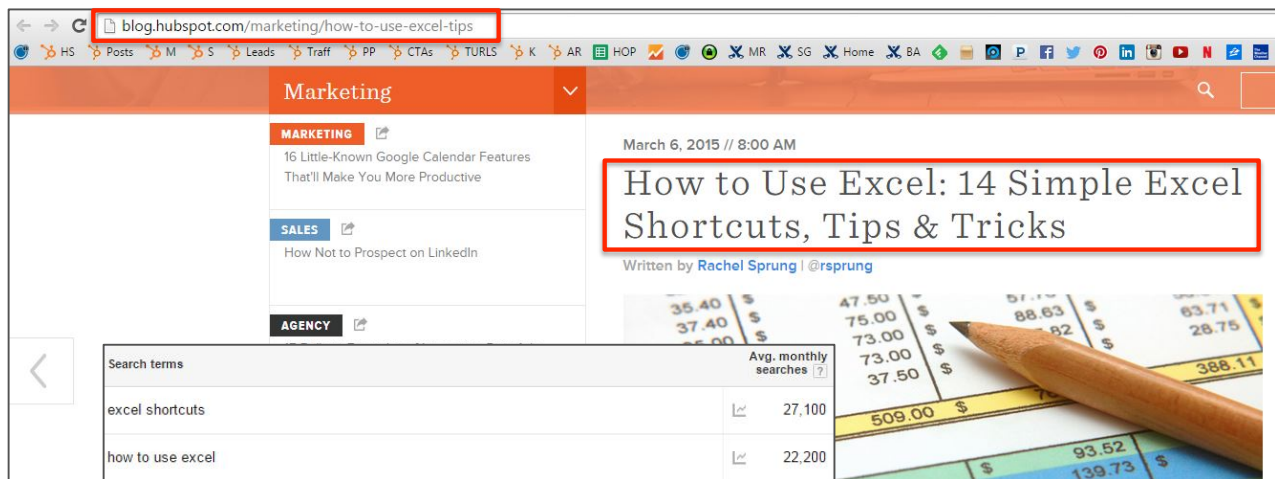 blog.hubspot.com/marketing/how-to-use-excel-tips
HS Posts M S Leads Traff PP CTAs TURLS K AR HOP MR SG Home BA
Marketing
MARKETING
16 Little-Known Google Calendar Features
That'll Make You More Productive
SALES
How Not to Prospect on LinkedIn
AGENCY
March 6, 2015 // 8:00 AM
How to Use Excel: 14 Simple Excel
Shortcuts, Tips & Tricks
Written by Rachel Sprung | @rsprung
35.40 $ 47.50 $ $ 63.71 $
37.40 $ 75.00 $ 88.63 $ 28.75
73.00 $ 82 $
73.00 $ 388.11
37.50 $
509.00 $
$ 93.52
139.73 $
Search terms Avg. monthly
searches ?
excel shortcuts 27,100
how to use excel 22,200